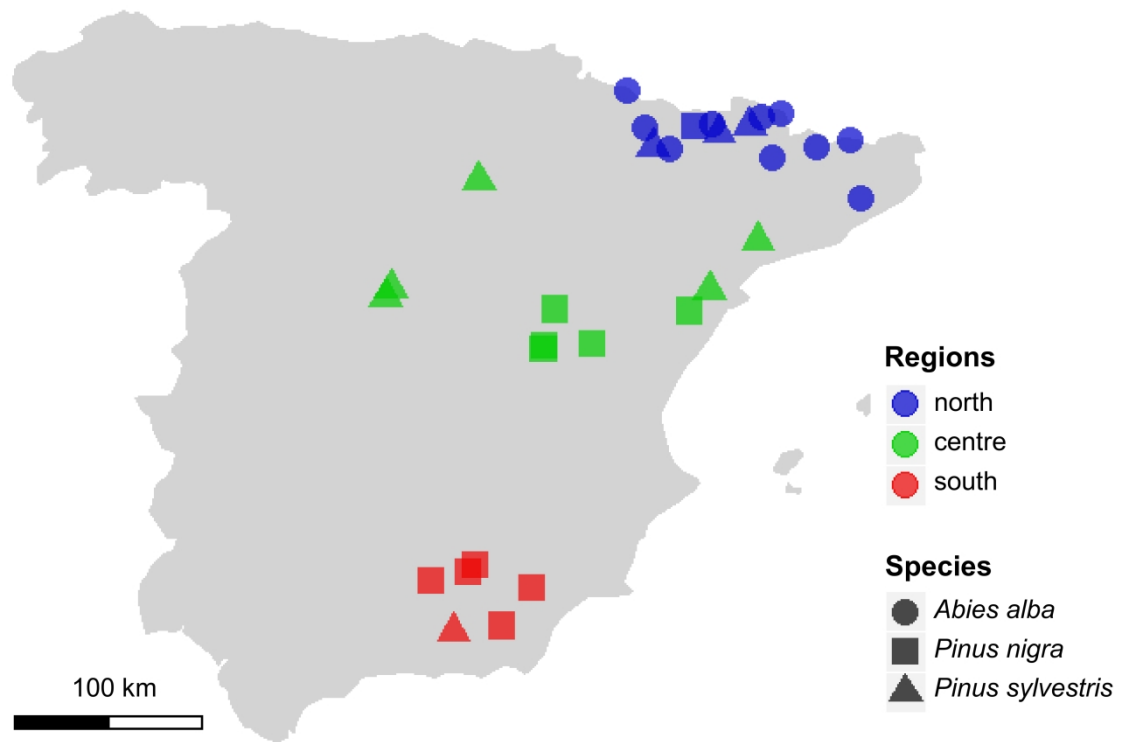 Regions
north
centre
south
Species
Abies alba
Pinus nigra
Pinus sylvestris
100 km